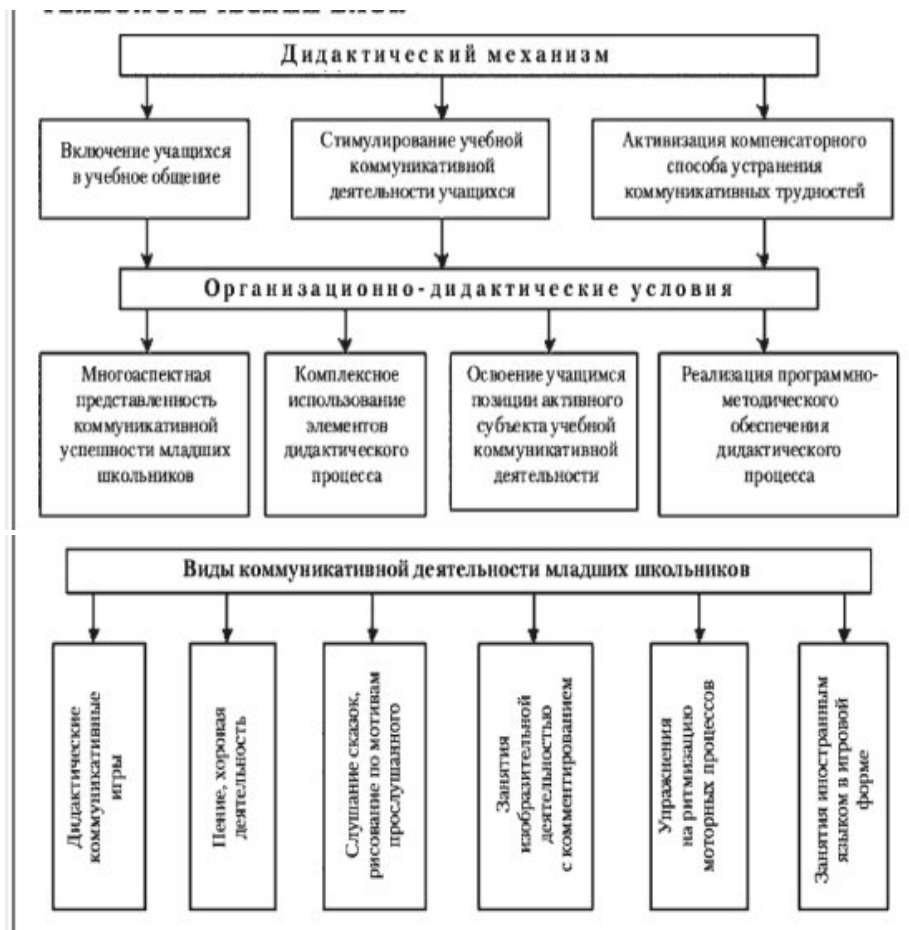 Дидактический механизм
Включение учащихся
в учебное общение
Стимулирование учебной
коммуникативной
деятельности учащихся
Активизация компенсаторного
способа устранения
коммуникативных трудностей
Организационно-дидактические условия
Многоаспектная
представленность
коммуникативной
успешности младших
школьников
Комплексное
использование
элементов
дидактического
процесса
Освоение учащимся
позиции активного
субъекта учебной
коммуникативной
деятельности
Реализация программно-
методического
обеспечения
дидактического
процесса
Виды коммуникативной деятельности младших школьников
Дидактические
коммуникативные
игры
Пение, хоровая
деятельность
Слушание сказок,
рисование по мотивам
прослушанного
Занятия
изобразительной
деятельностью
с комментированием
Упражнения
на ритмизацию
моторных процессов
Занятия иностранным
языком в игровой
форме